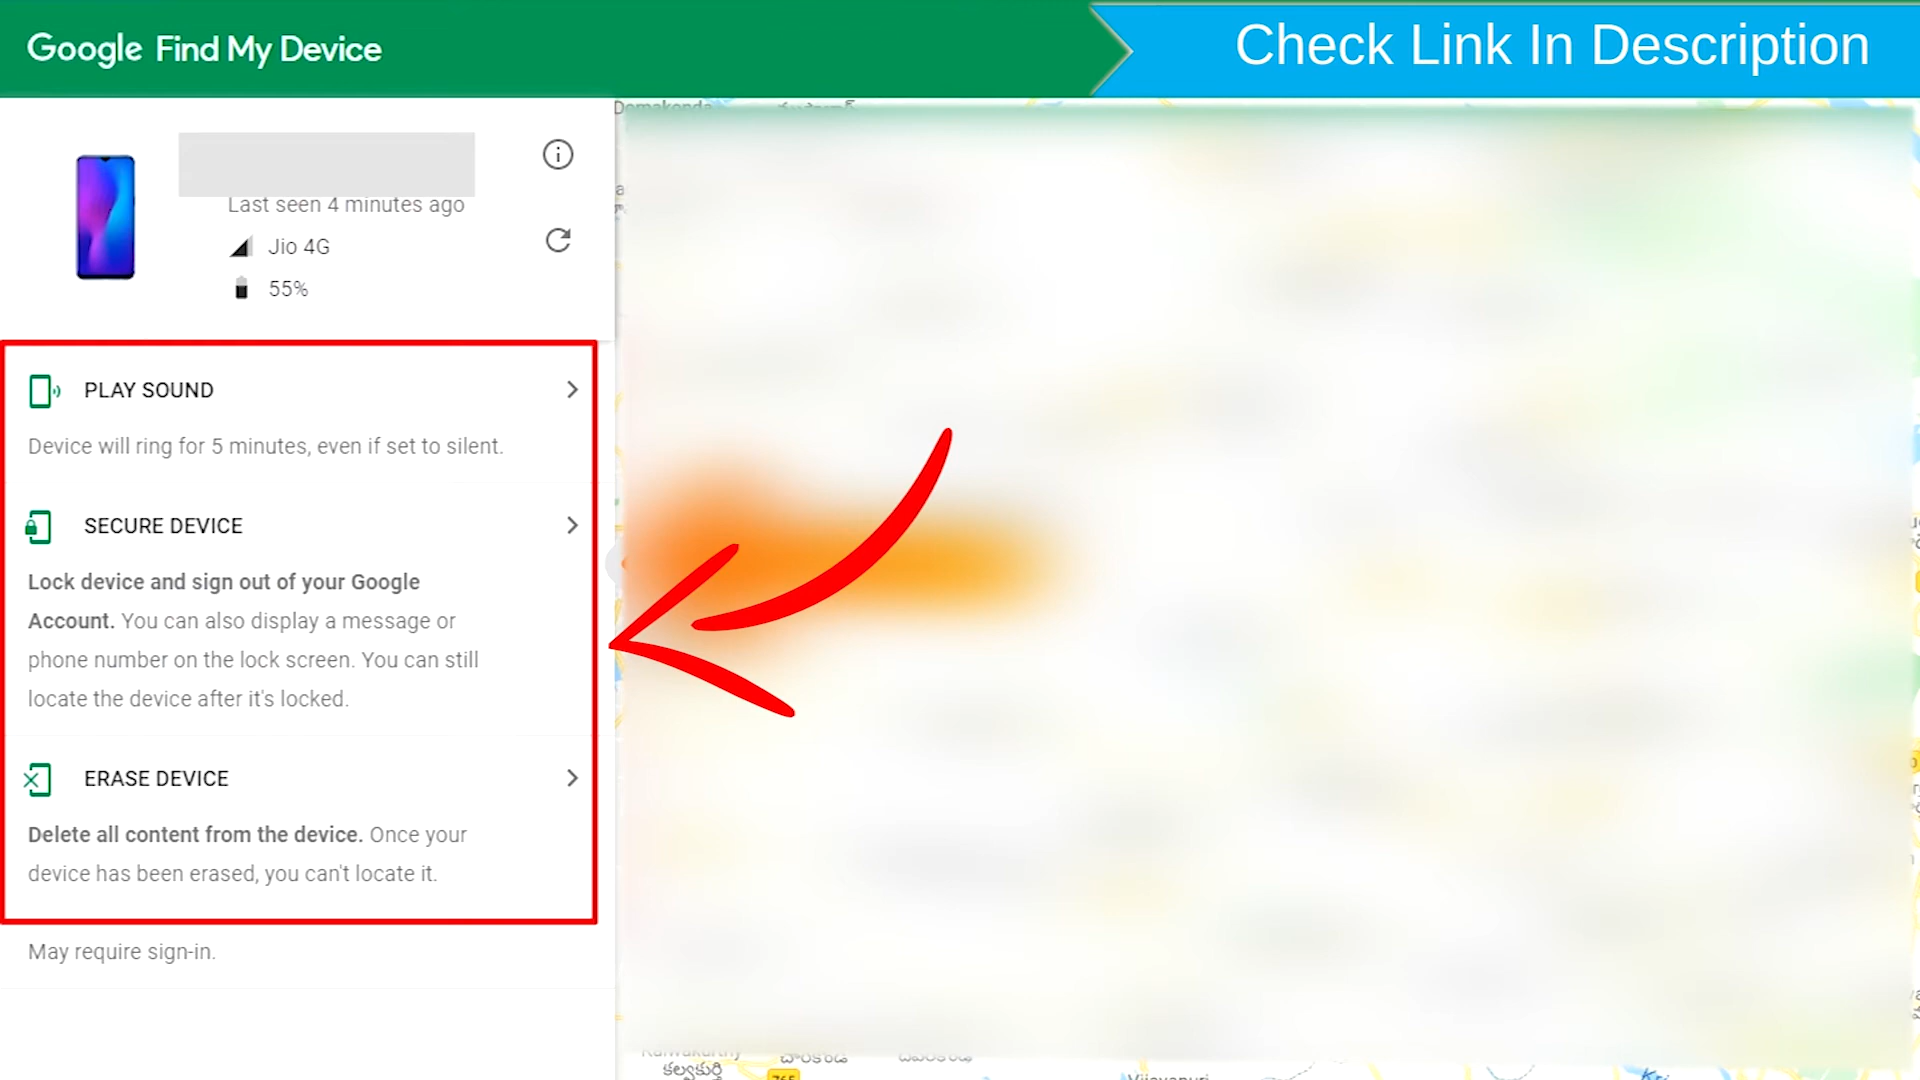 Google Find My Device
Check Link In Description
Last seen 4 minutes ago
Jio 4G
55%
PLAY SOUND
Device will ring for 5 minutes, even if set to silent.
SECURE DEVICE
Lock device and sign out of your Google
Account. You can also display a message or
phone number on the lock screen. You can still
locate the device after it's locked.
ERASE DEVICE
Delete all content from the device. Once your
device has been erased, you can't locate it.
May require sign-in.
కల్వకుర్తి